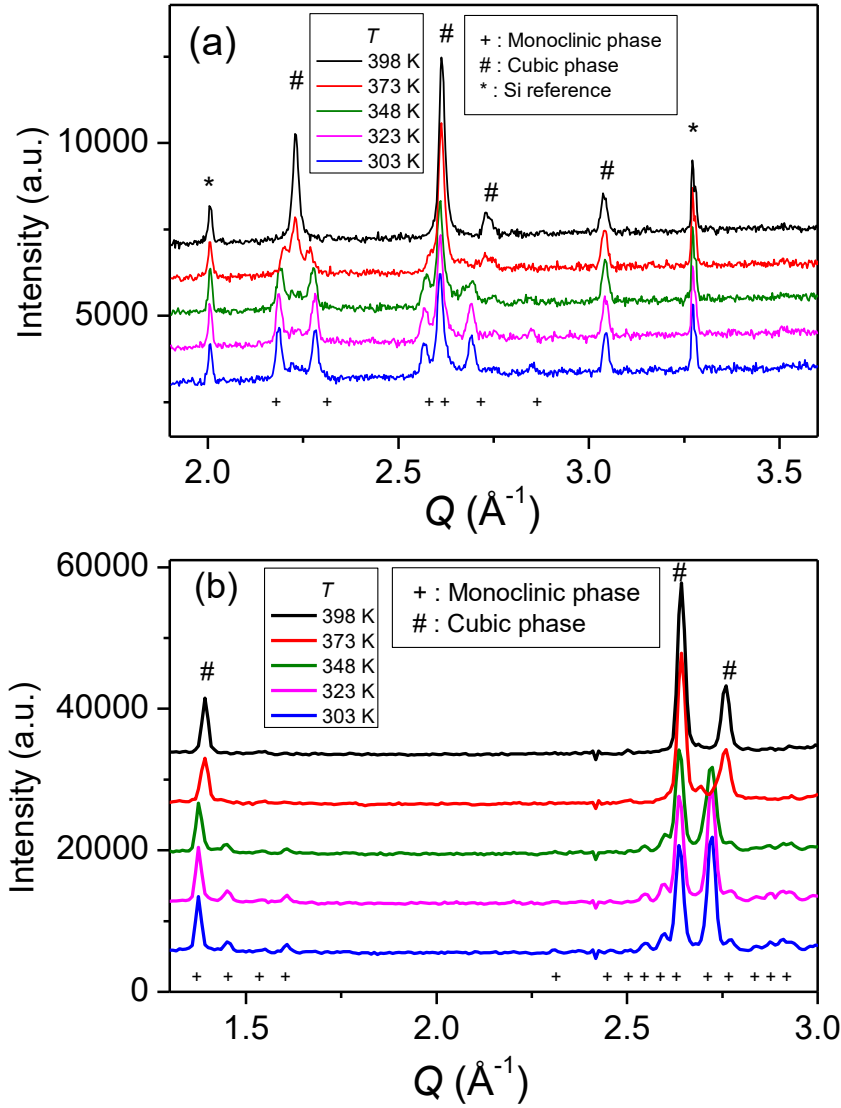 (a)
T
398 K
373 K
348 K
323 K
303 K
+ : Monoclinic phase
# : Cubic phase
* : Si reference
#
#
#
#
*
*
10000
5000
Intensity (a.u.)
+ + + + + +
2.0 2.5 3.0 3.5
Q (Å⁻¹)
(b)
T
398 K
373 K
348 K
323 K
303 K
+ : Monoclinic phase
# : Cubic phase
#
#
#
60000
40000
20000
0
Intensity (a.u.)
+ + + + + + + + + + + + + + +
1.5 2.0 2.5 3.0
Q (Å⁻¹)